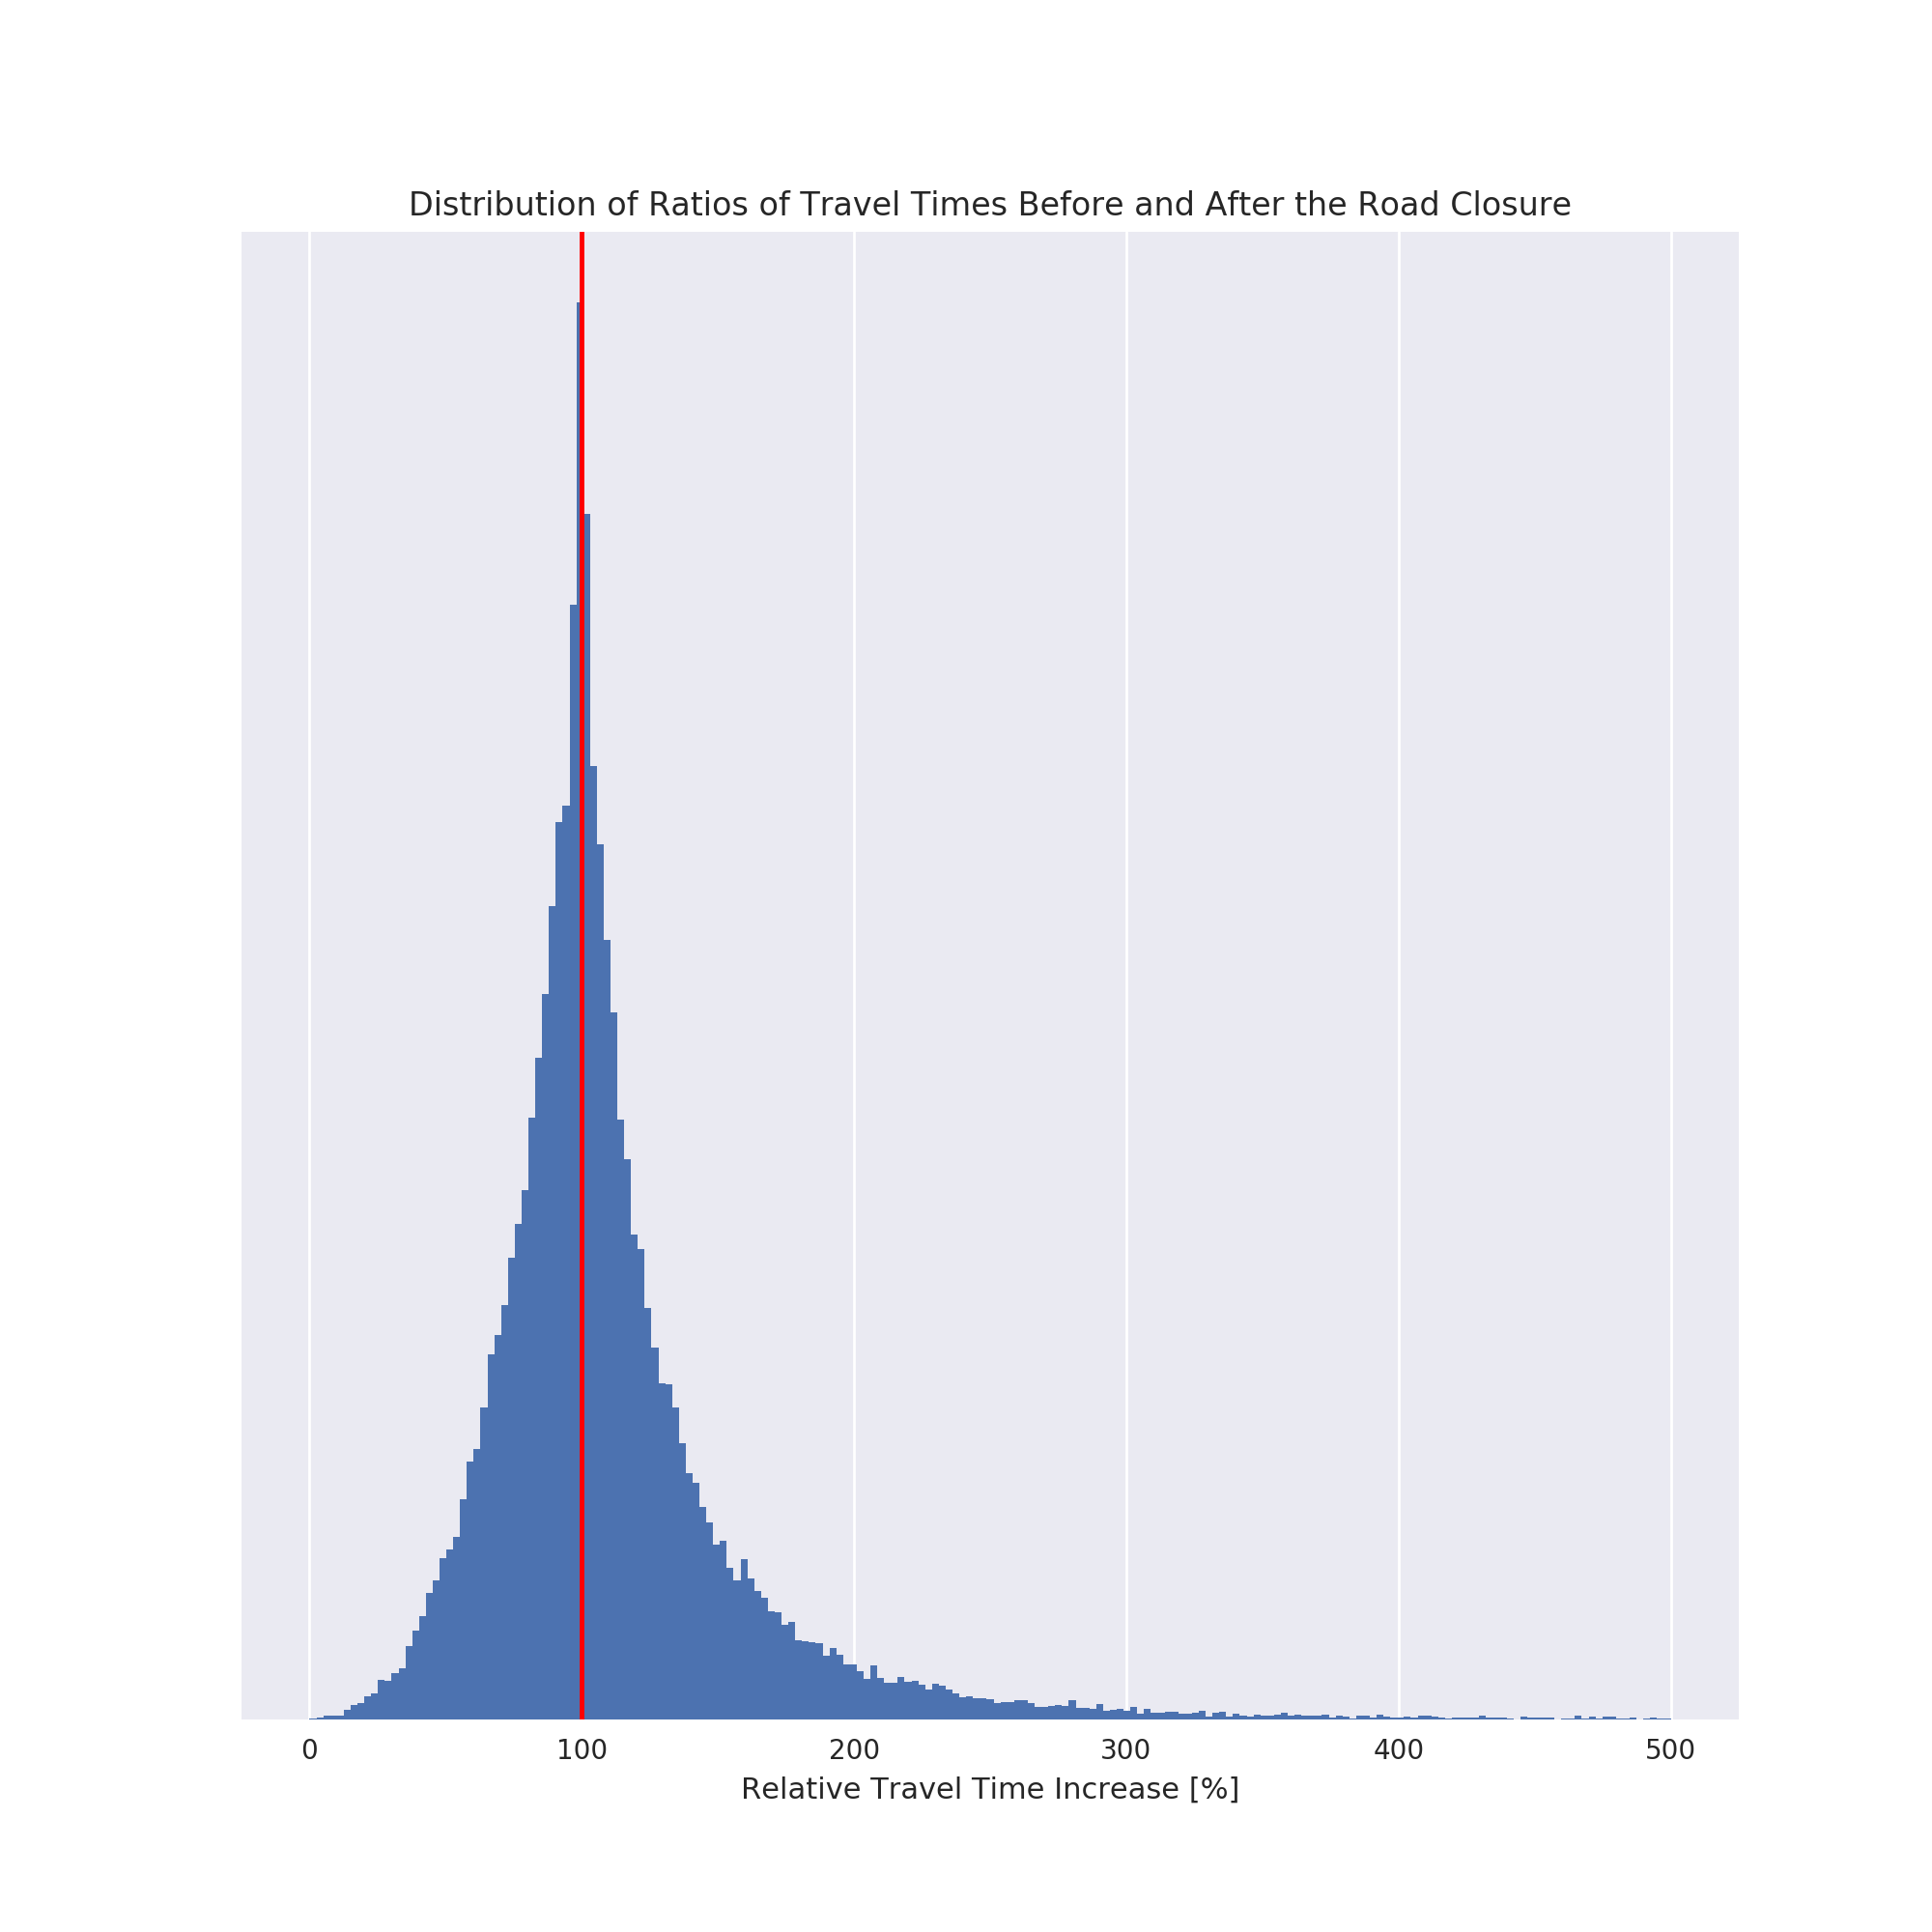 Distribution of Ratios of Travel Times Before and After the Road Closure
0 100 200 300 400 500
Relative Travel Time Increase [%]